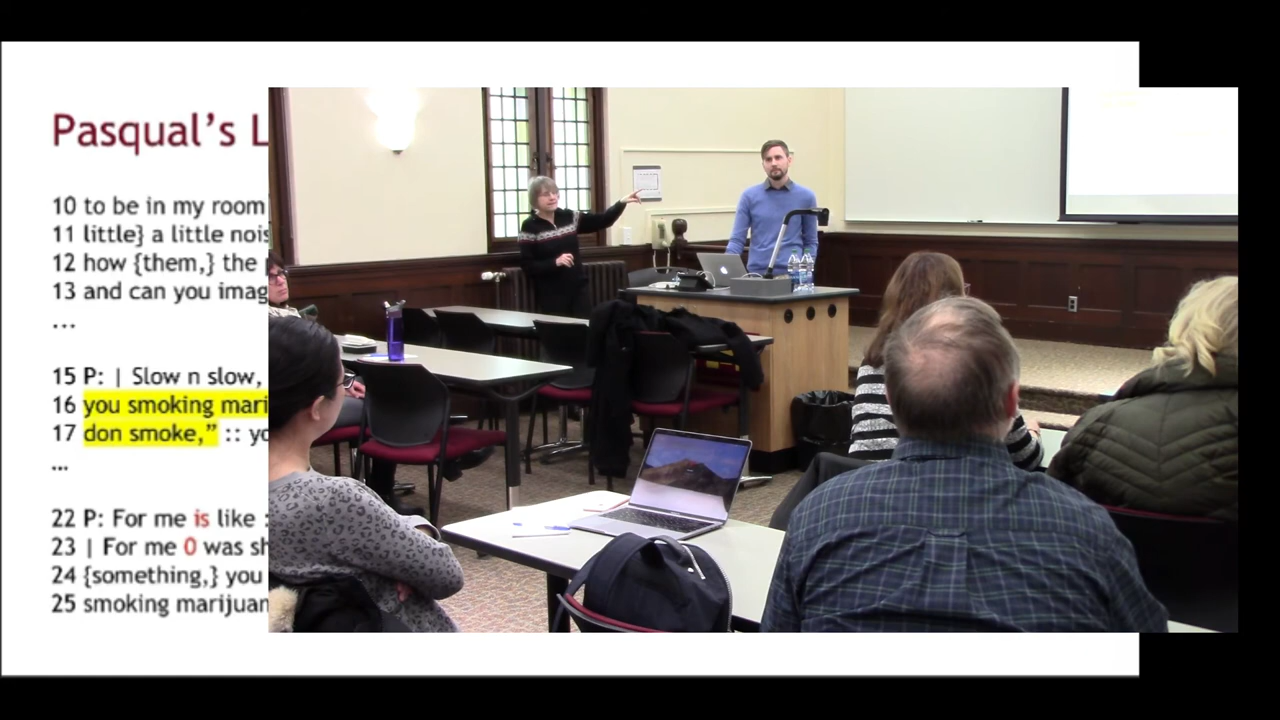 Pasqual's L
10 to be in my room
11 little} a little nois
12 how {them,} the
13 and can you imag
...
15 P: | Slow n slow,
16 you smoking mari
17 don smoke,” :: yo
...
22 P: For me is like :
23 | For me 0 was sh
24 {something,} you
25 smoking marijuan